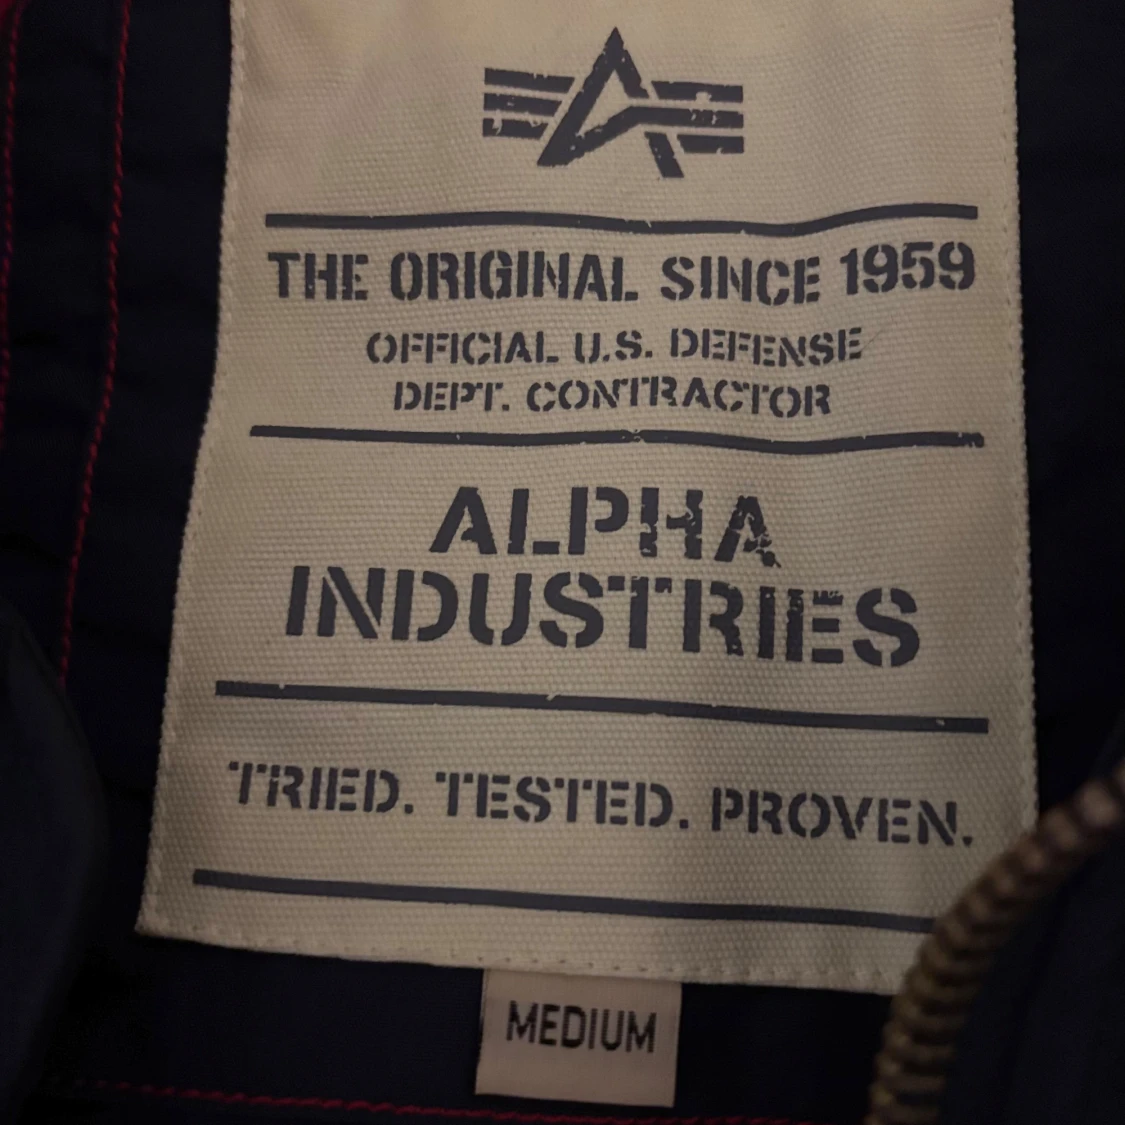 THE ORIGINAL SINCE 1959
OFFICIAL U.S. DEFENSE
DEPT. CONTRACTOR
ALPHA
INDUSTRIES
TRIED. TESTED. PROVEN.
MEDIUM